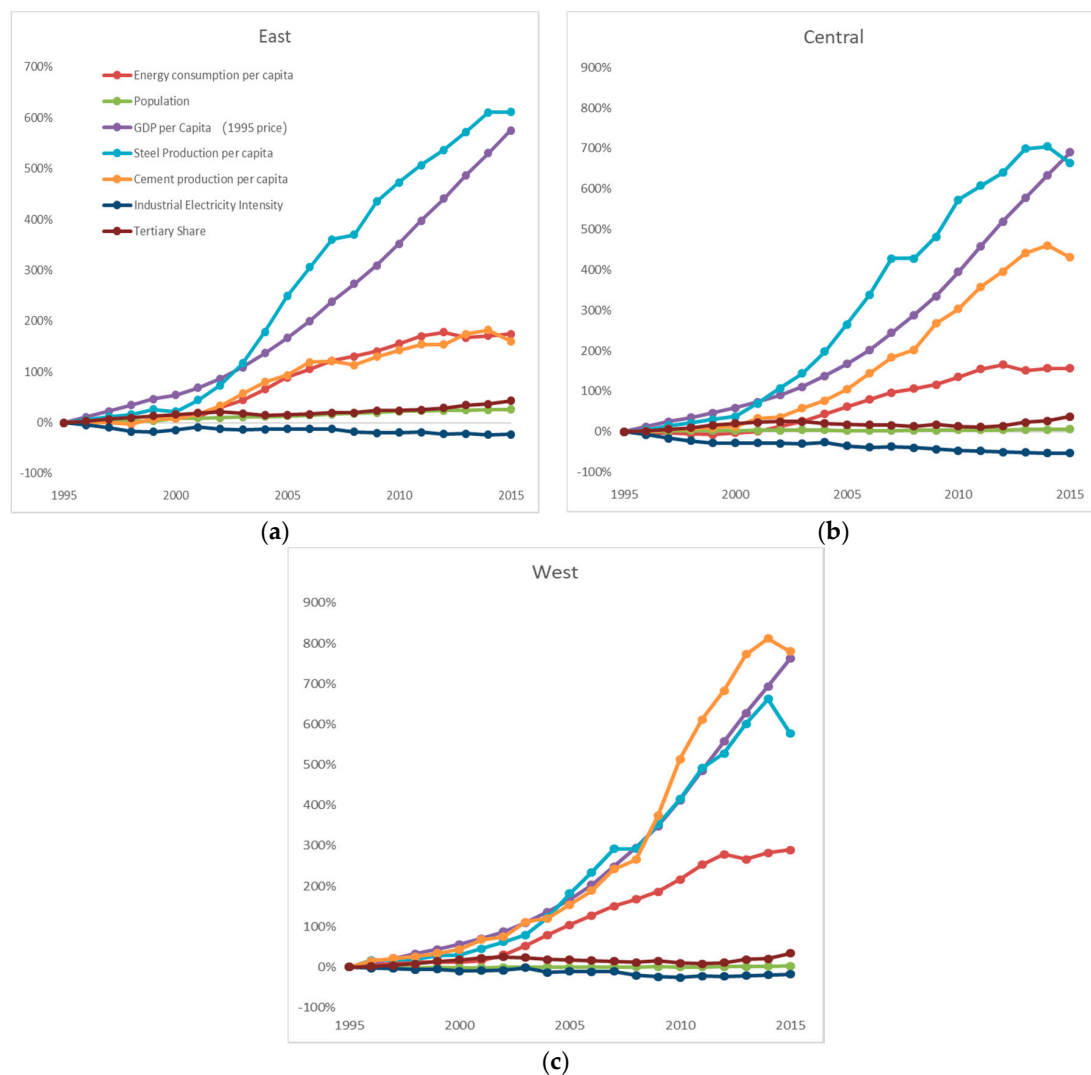 East
700%
600%
500%
400%
300%
200%
100%
0%
-100%
Energy consumption per capita
Population
GDP per Capita (1995 price)
Steel Production per capita
Cement production per capita
Industrial Electricity Intensity
Tertiary Share
1995 2000 2005 2010 2015
(a)
Central
900%
800%
700%
600%
500%
400%
300%
200%
100%
0%
-100%
1995 2000 2005 2010 2015
(b)
West
900%
800%
700%
600%
500%
400%
300%
200%
100%
0%
-100%
1995 2000 2005 2010 2015
(c)